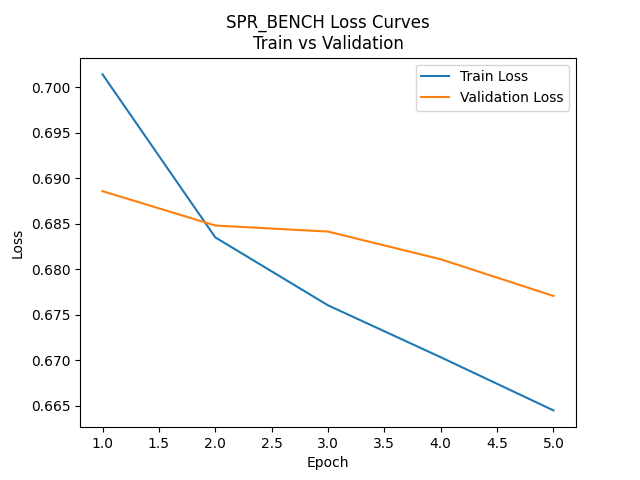 SPR_BENCH Loss Curves
Train vs Validation
Train Loss
Validation Loss
0.700
0.695
0.690
0.685
0.680
0.675
0.670
0.665
Loss
1.0 1.5 2.0 2.5 3.0 3.5 4.0 4.5 5.0
Epoch